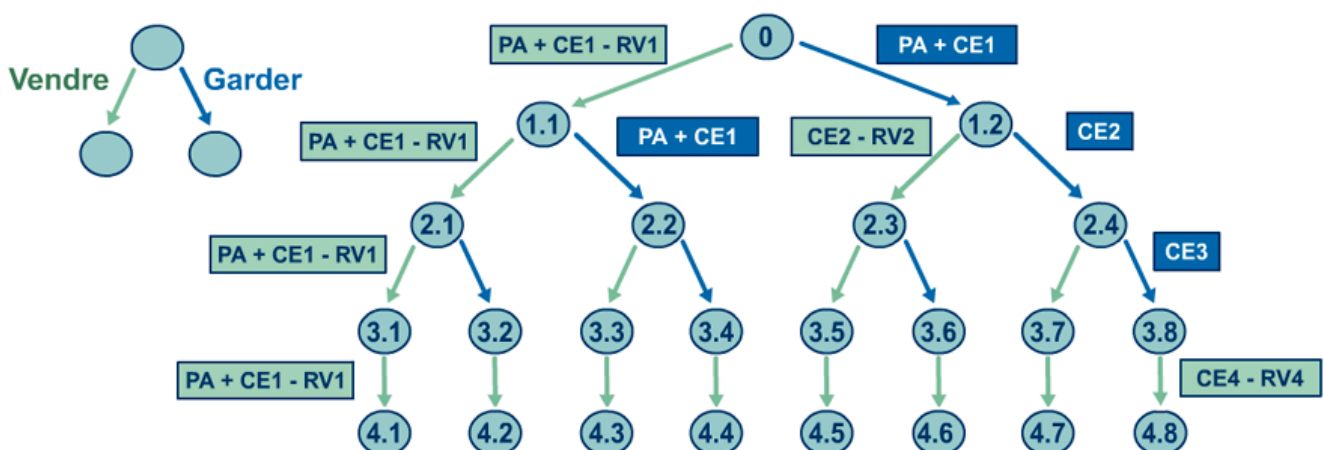 0
PA + CE1 - RV1
PA + CE1
Vendre
Garder
1.1
1.2
PA + CE1 - RV1
PA + CE1
CE2 - RV2
CE2
2.1
2.2
2.3
2.4
PA + CE1 - RV1
CE3
3.1
3.2
3.3
3.4
3.5
3.6
3.7
3.8
PA + CE1 - RV1
CE4 - RV4
4.1
4.2
4.3
4.4
4.5
4.6
4.7
4.8